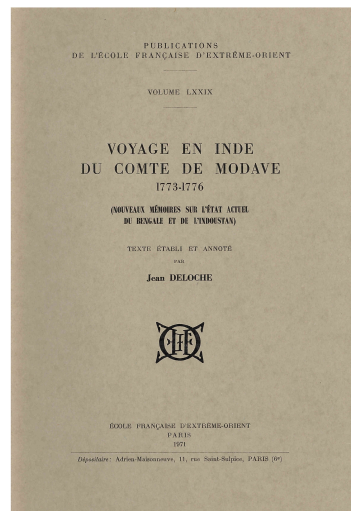 PUBLICATIONS
DE L'ÉCOLE FRANÇAISE D'EXTRÊME-ORIENT
VOLUME LXXIX
VOYAGE EN INDE
DU COMTE DE MODAVE
1773-1776
(NOUVEAUX MÉMOIRES SUR L'ÉTAT ACTUEL
DU BENGALE ET DE L'INDOUSTAN)
TEXTE ÉTABLI ET ANNOTÉ
PAR
Jean DELOCHE
ÉCOLE FRANÇAISE D'EXTRÊME-ORIENT
PARIS
1971
Dépositaire: Adrien-Maisonneuve, 11, rue Saint-Sulpice, PARIS (6e)